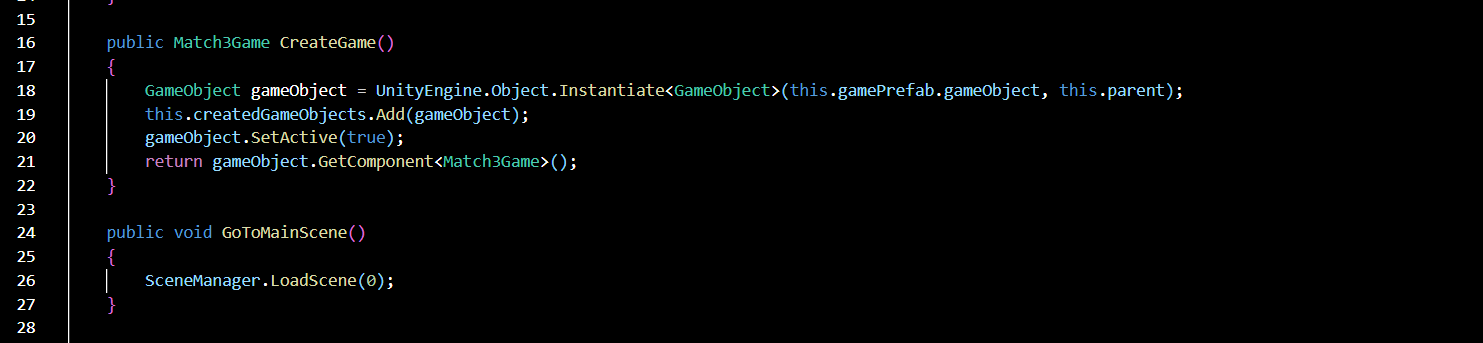 15
16 public Match3Game CreateGame()
17 {
18 GameObject gameObject = UnityEngine.Object.Instantiate<GameObject>(this.gamePrefab.gameObject, this.parent);
19 this.createdGameObjects.Add(gameObject);
20 gameObject.SetActive(true);
21 return gameObject.GetComponent<Match3Game>();
22 }
23
24 public void GoToMainScene()
25 {
26 SceneManager.LoadScene(0);
27 }
28